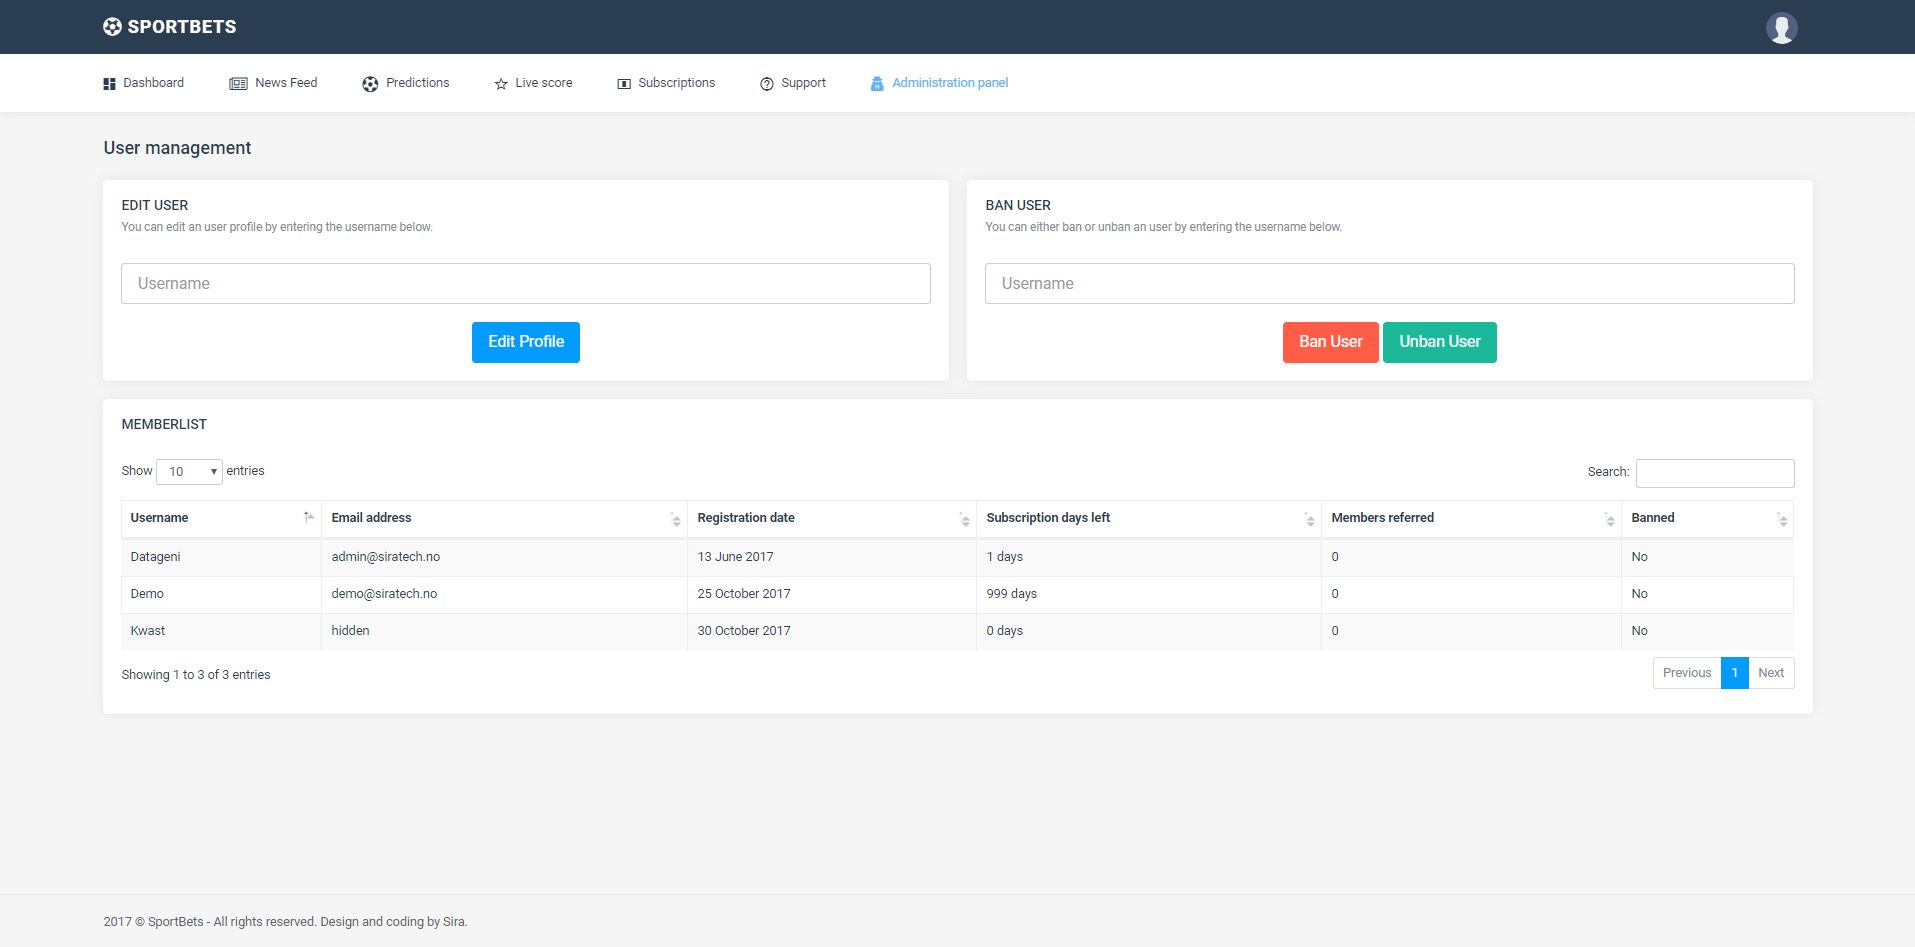 SPORTBETS
Dashboard News Feed Predictions Live score Subscriptions Support Administration panel
User management
EDIT USER
You can edit an user profile by entering the username below.
Username
Edit Profile
BAN USER
You can either ban or unban an user by entering the username below.
Username
Ban User Unban User
MEMBERLIST
Show 10 entries Search:
Username Email address Registration date Subscription days left Members referred Banned
Datageni admin@siratech.no 13 June 2017 1 days 0 No
Demo demo@siratech.no 25 October 2017 999 days 0 No
Kwast hidden 30 October 2017 0 days 0 No
Showing 1 to 3 of 3 entries Previous 1 Next
2017 © SportBets - All rights reserved. Design and coding by Sira.